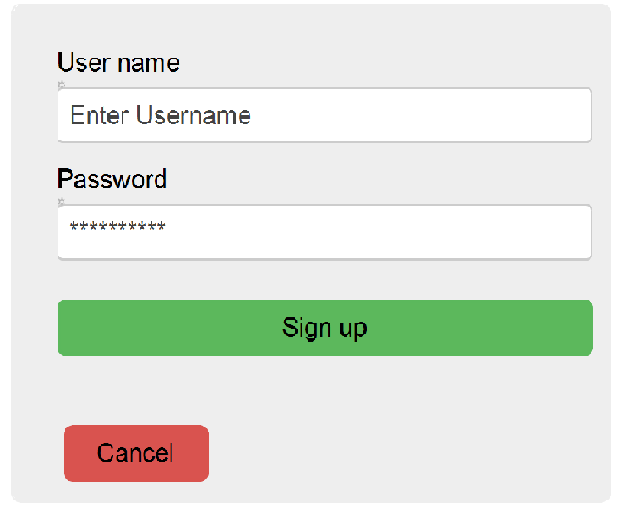 User name
Enter Username
Password
**********
Sign up
Cancel